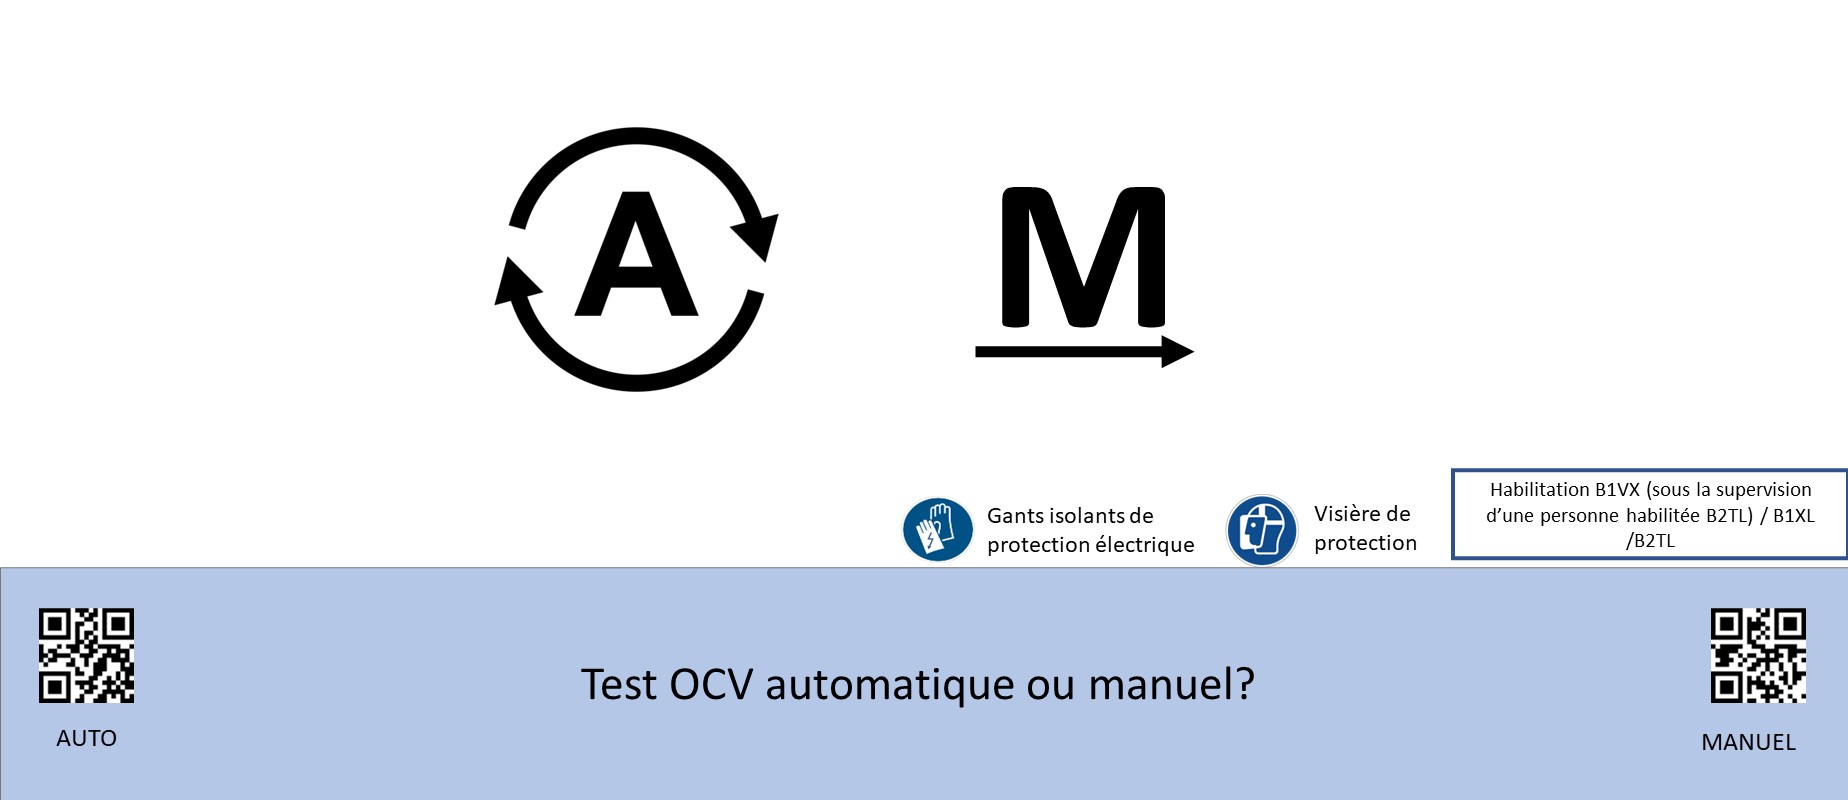 A
M
Gants isolants de
protection électrique
Visière de
protection
Habilitation B1VX (sous la supervision
d’une personne habilitée B2TL) / B1XL
/B2TL
Test OCV automatique ou manuel?
AUTO
MANUEL